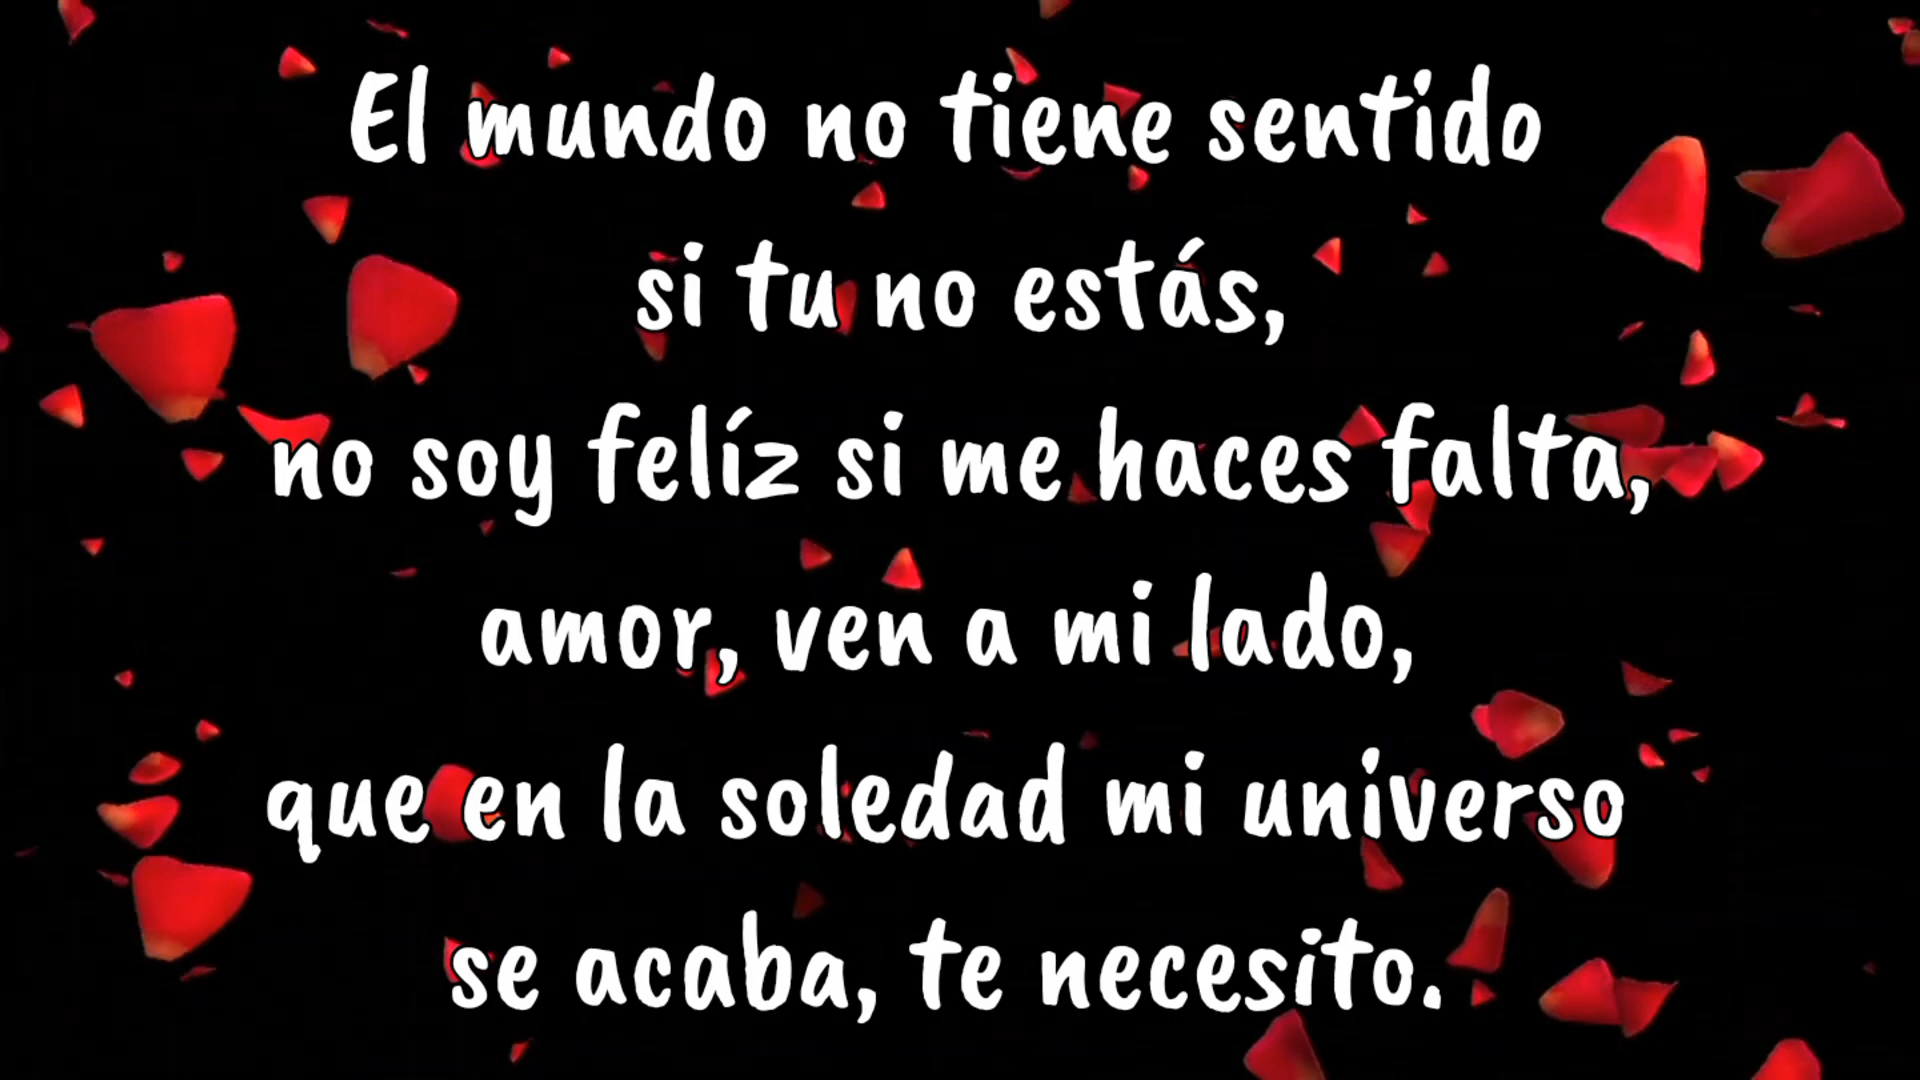 El mundo no tiene sentido
si tu no estás,
no soy felíz si me haces falta,
amor, ven a mi lado,
que en la soledad mi universo
se acaba, te necesito.